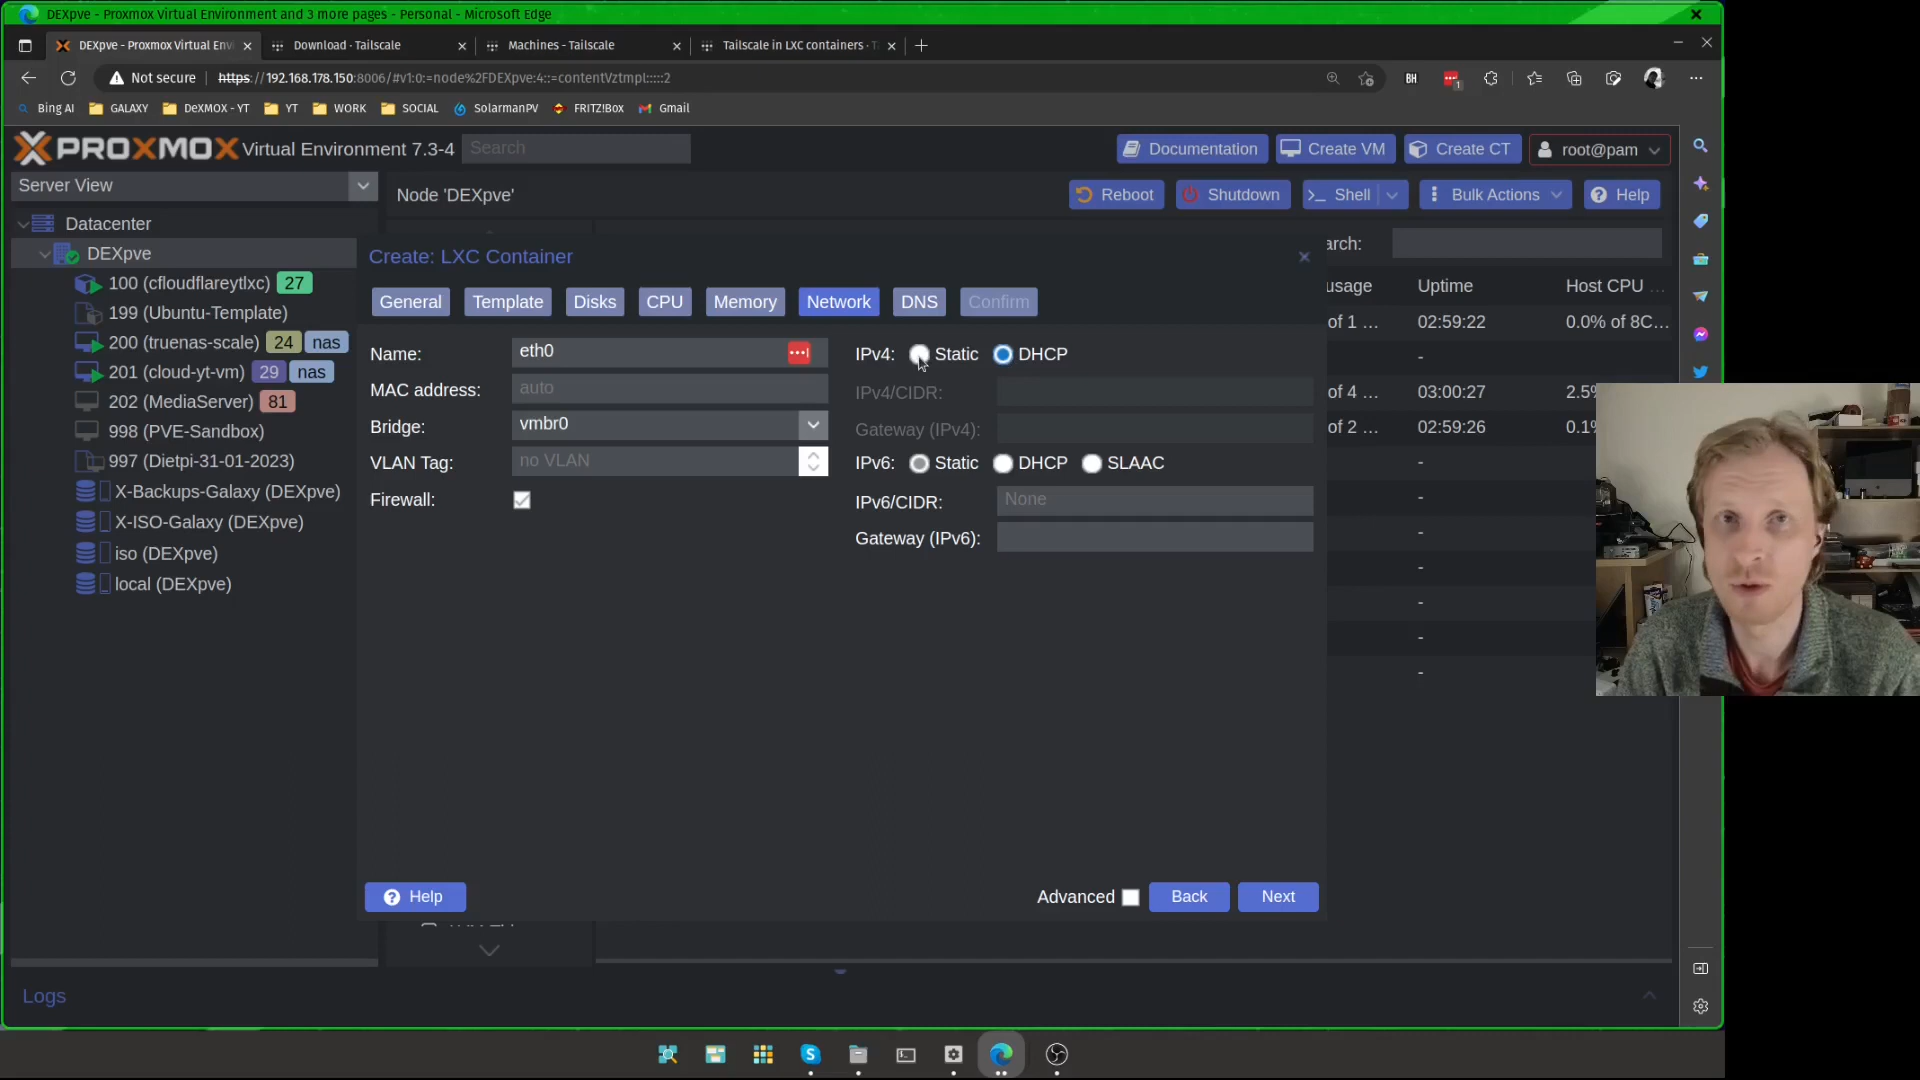 DEXpve - Proxmox Virtual Environment and 3 more pages - Personal - Microsoft Edge
DEXpve - Proxmox Virtual Envi
Download · Tailscale
Machines - Tailscale
Tailscale in LXC containers · T
Not secure
https://192.168.178.150:8006/#v1:0:=node%2FDEXpve:4::=contentVztmpl:::::2
BH
1
Bing AI
GALAXY
DeXMOX - YT
YT
WORK
SOCIAL
SolarmanPV
FRITZ!Box
Gmail
PROXMOX Virtual Environment 7.3-4
Search
Documentation
Create VM
Create CT
root@pam
Server View
Node 'DEXpve'
Reboot
Shutdown
Shell
Bulk Actions
Help
Datacenter
DEXpve
100 (cfloudflareytlxc) 27
199 (Ubuntu-Template)
200 (truenas-scale) 24 nas
201 (cloud-yt-vm) 29 nas
202 (MediaServer) 81
998 (PVE-Sandbox)
997 (Dietpi-31-01-2023)
X-Backups-Galaxy (DEXpve)
X-ISO-Galaxy (DEXpve)
iso (DEXpve)
local (DEXpve)
arch:
usage
Uptime
Host CPU ...
of 1 ...
02:59:22
0.0% of 8C...
-
of 4 ...
03:00:27
2.5%
of 2 ...
02:59:26
0.1%
-
-
-
-
-
-
-
Create: LXC Container
General
Template
Disks
CPU
Memory
Network
DNS
Confirm
Name:
eth0
MAC address:
auto
Bridge:
vmbr0
VLAN Tag:
no VLAN
Firewall:
IPv4:
Static
DHCP
IPv4/CIDR:
Gateway (IPv4):
IPv6:
Static
DHCP
SLAAC
IPv6/CIDR:
None
Gateway (IPv6):
Help
Advanced
Back
Next
Logs